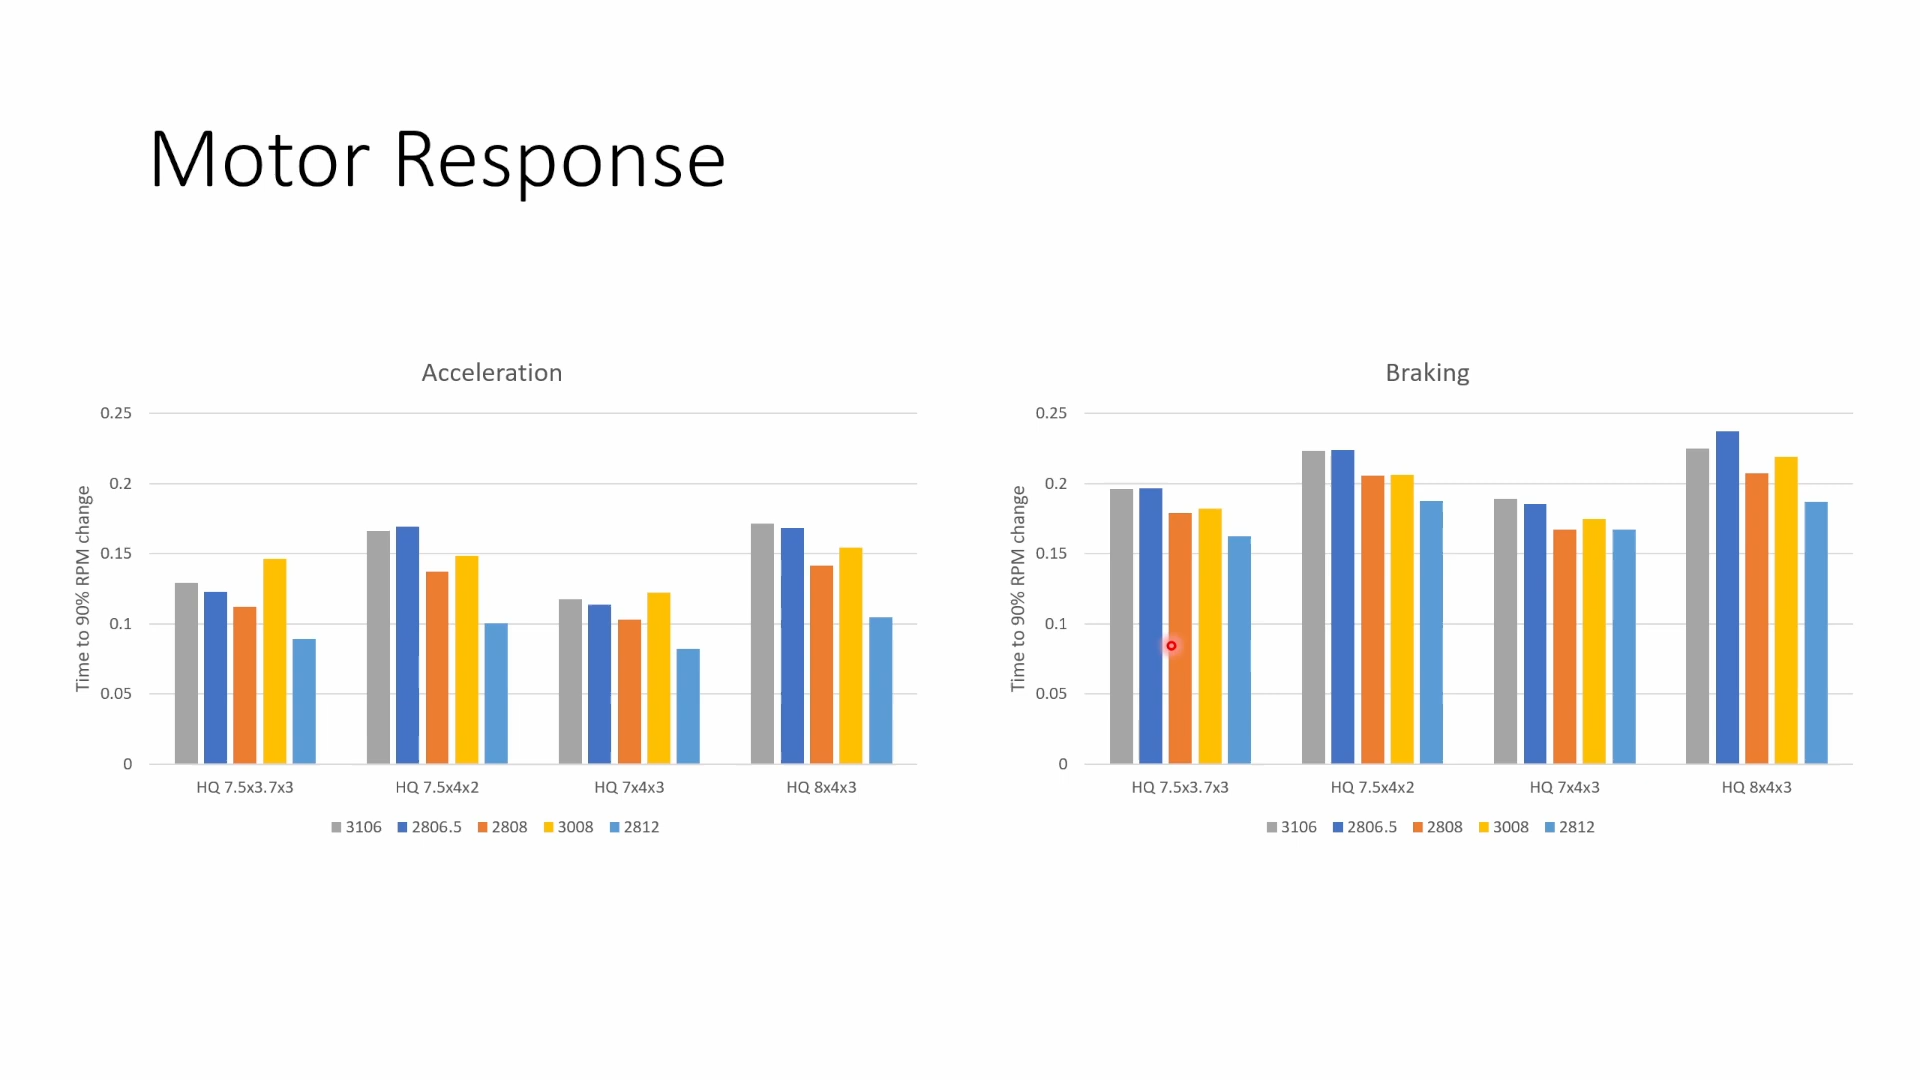 Motor Response
Acceleration
0.25
0.2
0.15
0.1
0.05
0
Time to 90% RPM change
HQ 7.5x3.7x3
HQ 7.5x4x2
HQ 7x4x3
HQ 8x4x3
3106 2806.5 2808 3008 2812
Braking
0.25
0.2
0.15
0.1
0.05
0
Time to 90% RPM change
HQ 7.5x3.7x3
HQ 7.5x4x2
HQ 7x4x3
HQ 8x4x3
3106 2806.5 2808 3008 2812